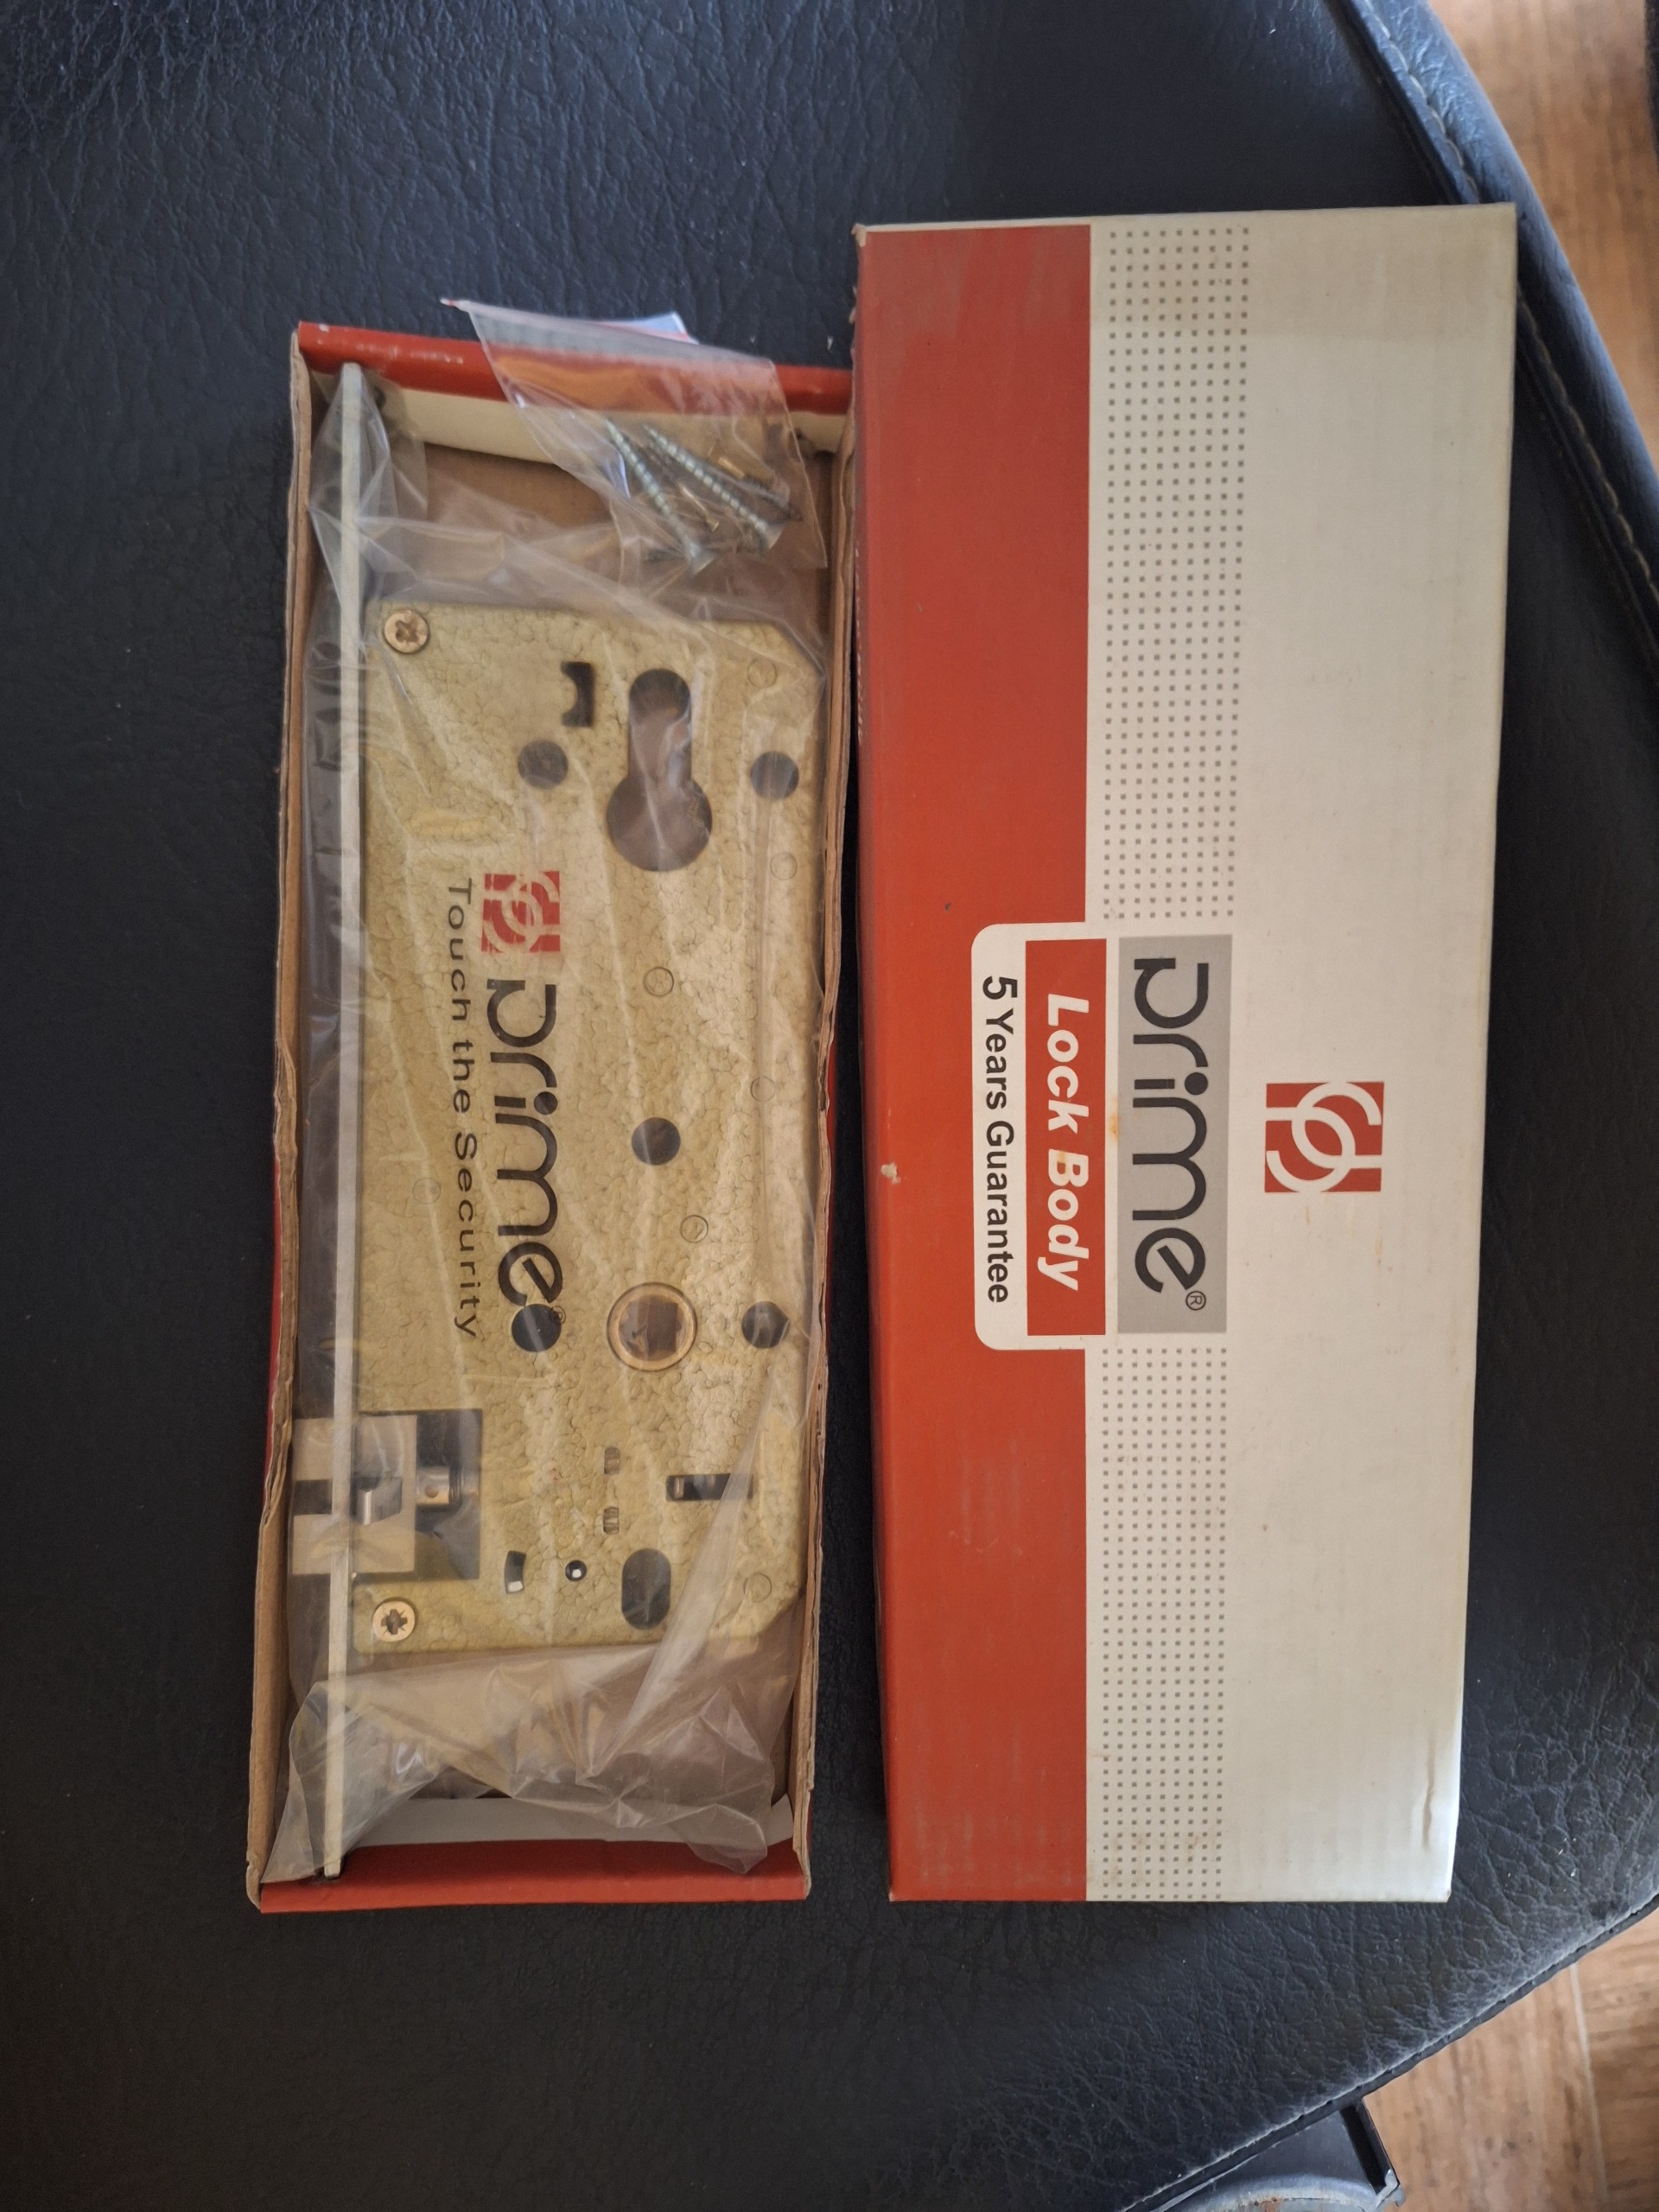 prime®
Touch the Security
prime®
Lock Body
5 Years Guarantee